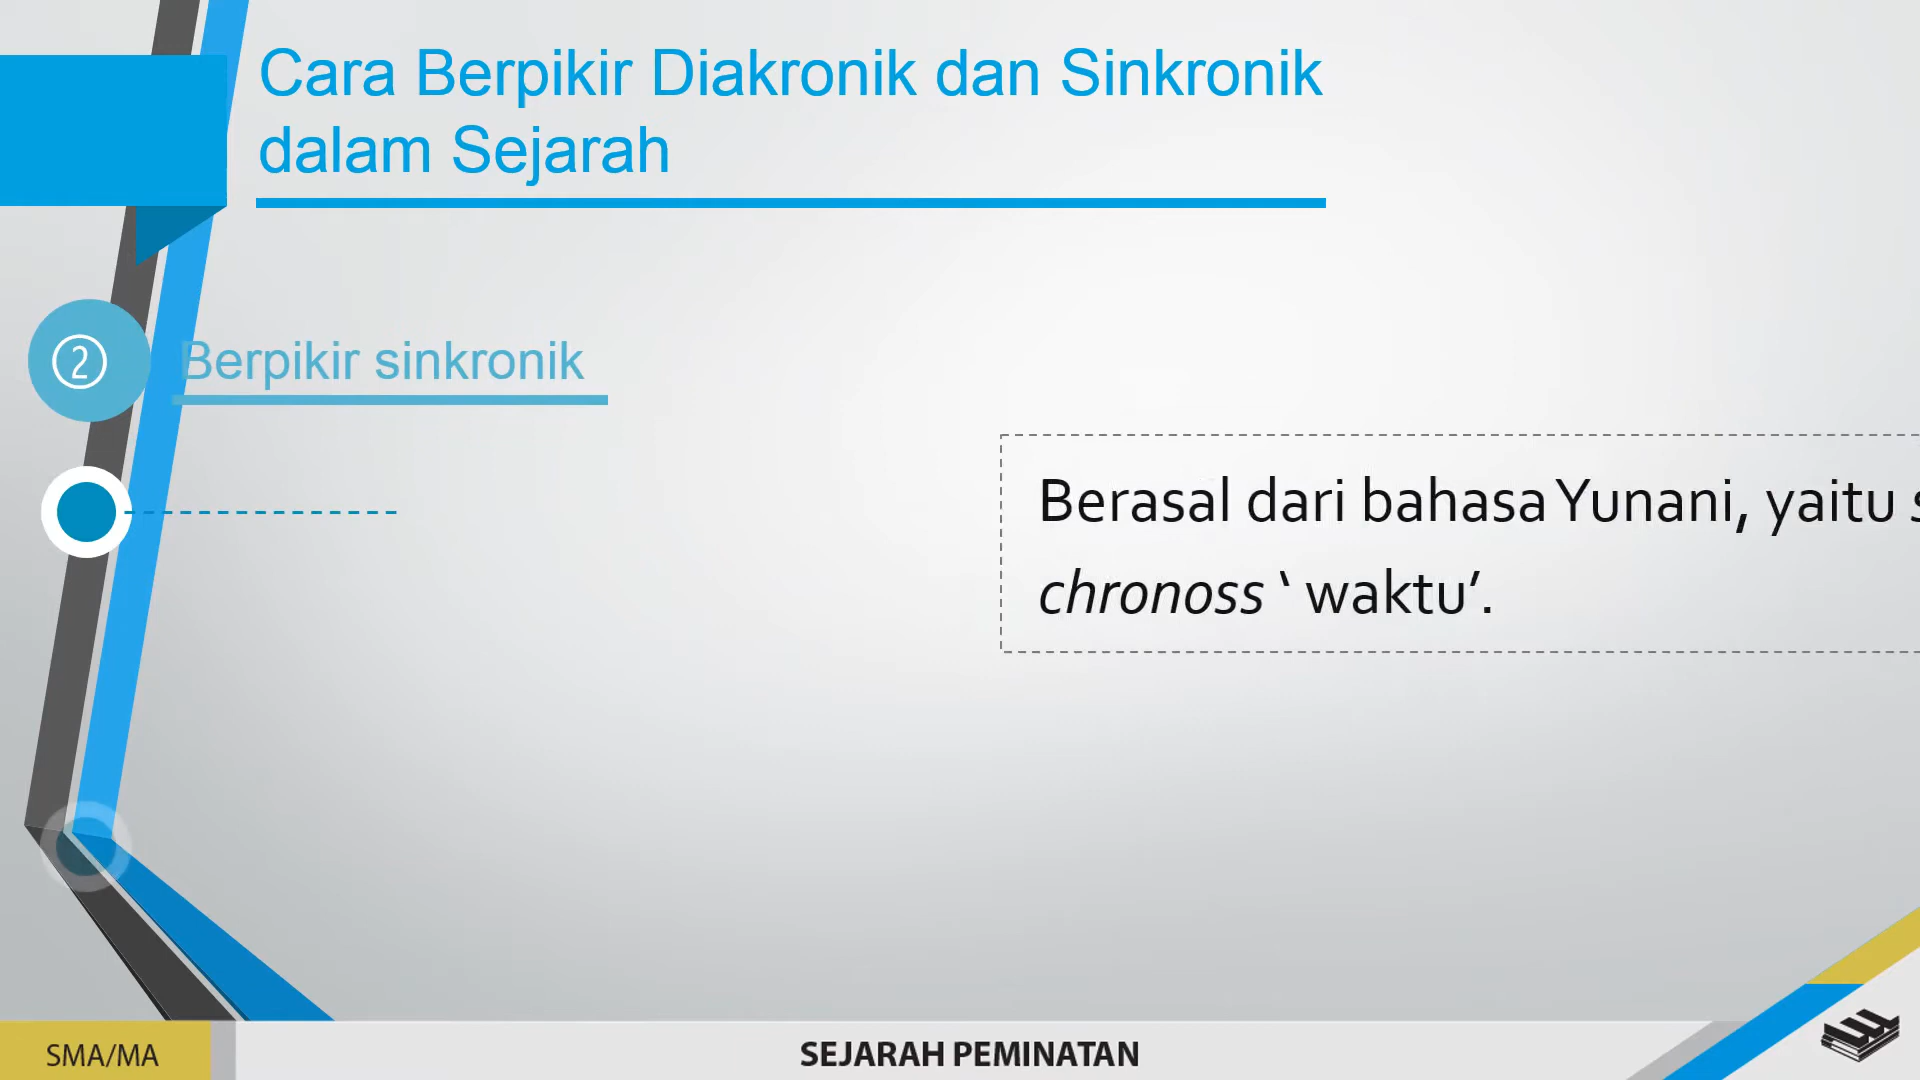 Cara Berpikir Diakronik dan Sinkronik
dalam Sejarah
② Berpikir sinkronik
Berasal dari bahasa Yunani, yaitu
chronoss ‘ waktu’.
SMA/MA
SEJARAH PEMINATAN